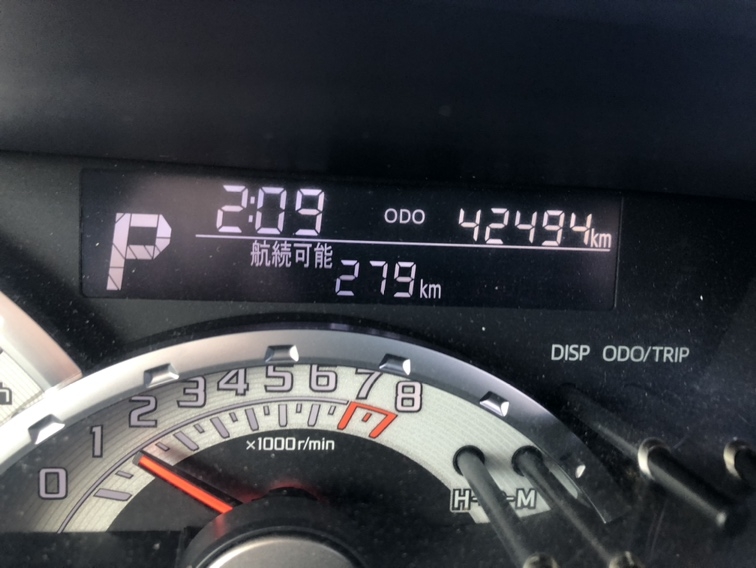 P
2:09 ODO 42494km
航続可能
279km
DISP ODO/TRIP
0 1 2 3 4 5 6 7 8
×1000r/min